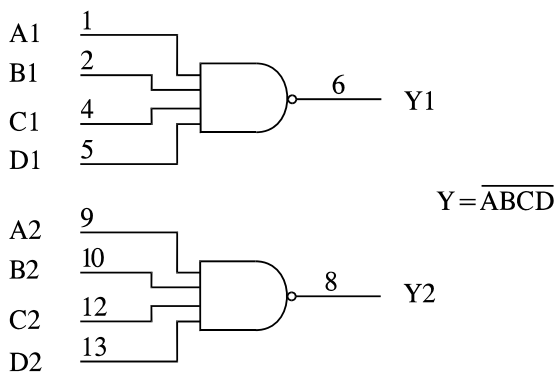 A1 1
B1 2
C1 4
D1 5
6 Y1
Y = \overline{ABCD}
A2 9
B2 10
C2 12
D2 13
8 Y2